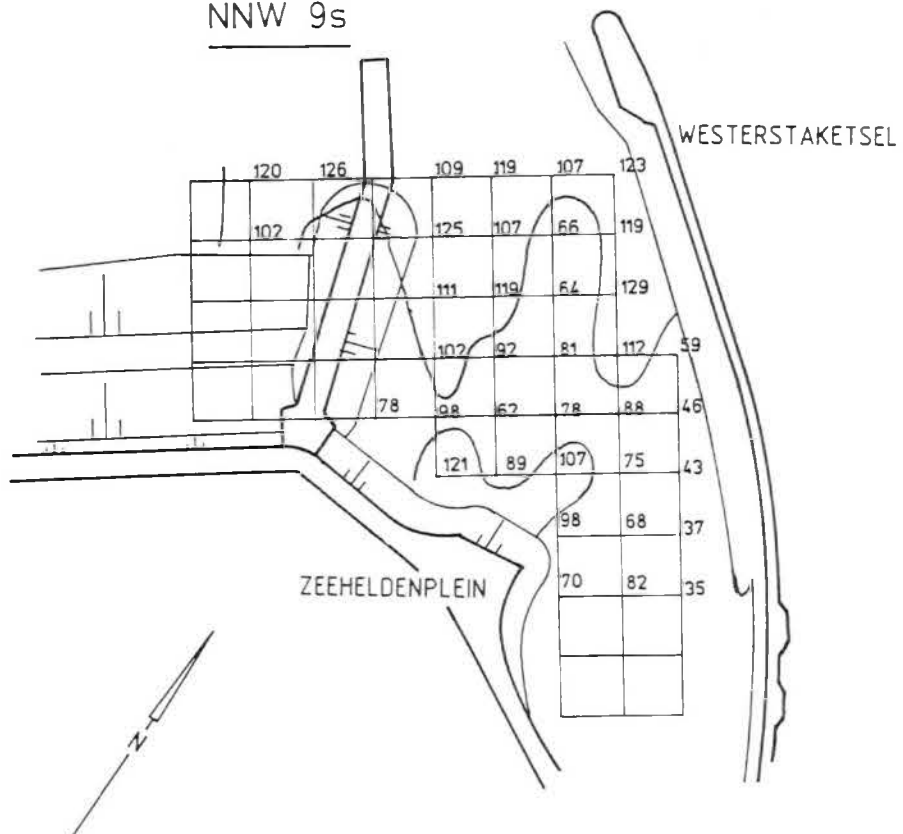 NNW 9s
WESTERSTAKETSEL
120 126 109 119 107 123
102 125 107 66 119
111 119 64 129
102 92 81 112 59
78 98 62 78 88 46
121 89 107 75 43
98 68 37
70 82 35
ZEEHELDENPLEIN
N